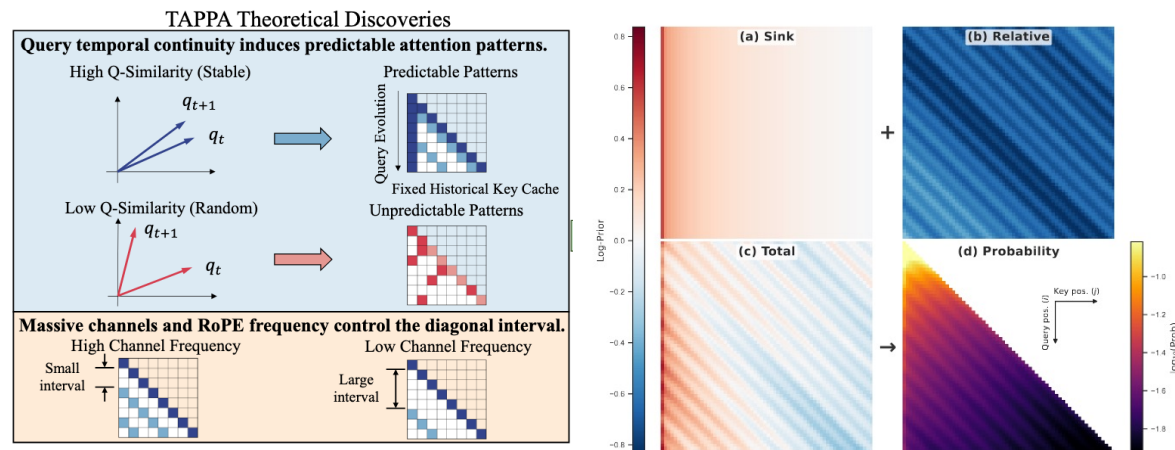 TAPPA Theoretical Discoveries
Query temporal continuity induces predictable attention patterns.
High Q-Similarity (Stable)
Predictable Patterns
q_{t+1}
q_t
Query Evolution
Fixed Historical Key Cache
Low Q-Similarity (Random)
Unpredictable Patterns
q_{t+1}
q_t
Massive channels and RoPE frequency control the diagonal interval.
High Channel Frequency
Low Channel Frequency
Small
interval
Large
interval
0.8
0.6
0.4
0.2
0.0
−0.2
−0.4
−0.6
−0.8
Log-Prior
(a) Sink
+
(b) Relative
(c) Total
→
(d) Probability
Key pos. (j)
Query pos. (i)
−1.0
−1.2
−1.4
−1.6
−1.8